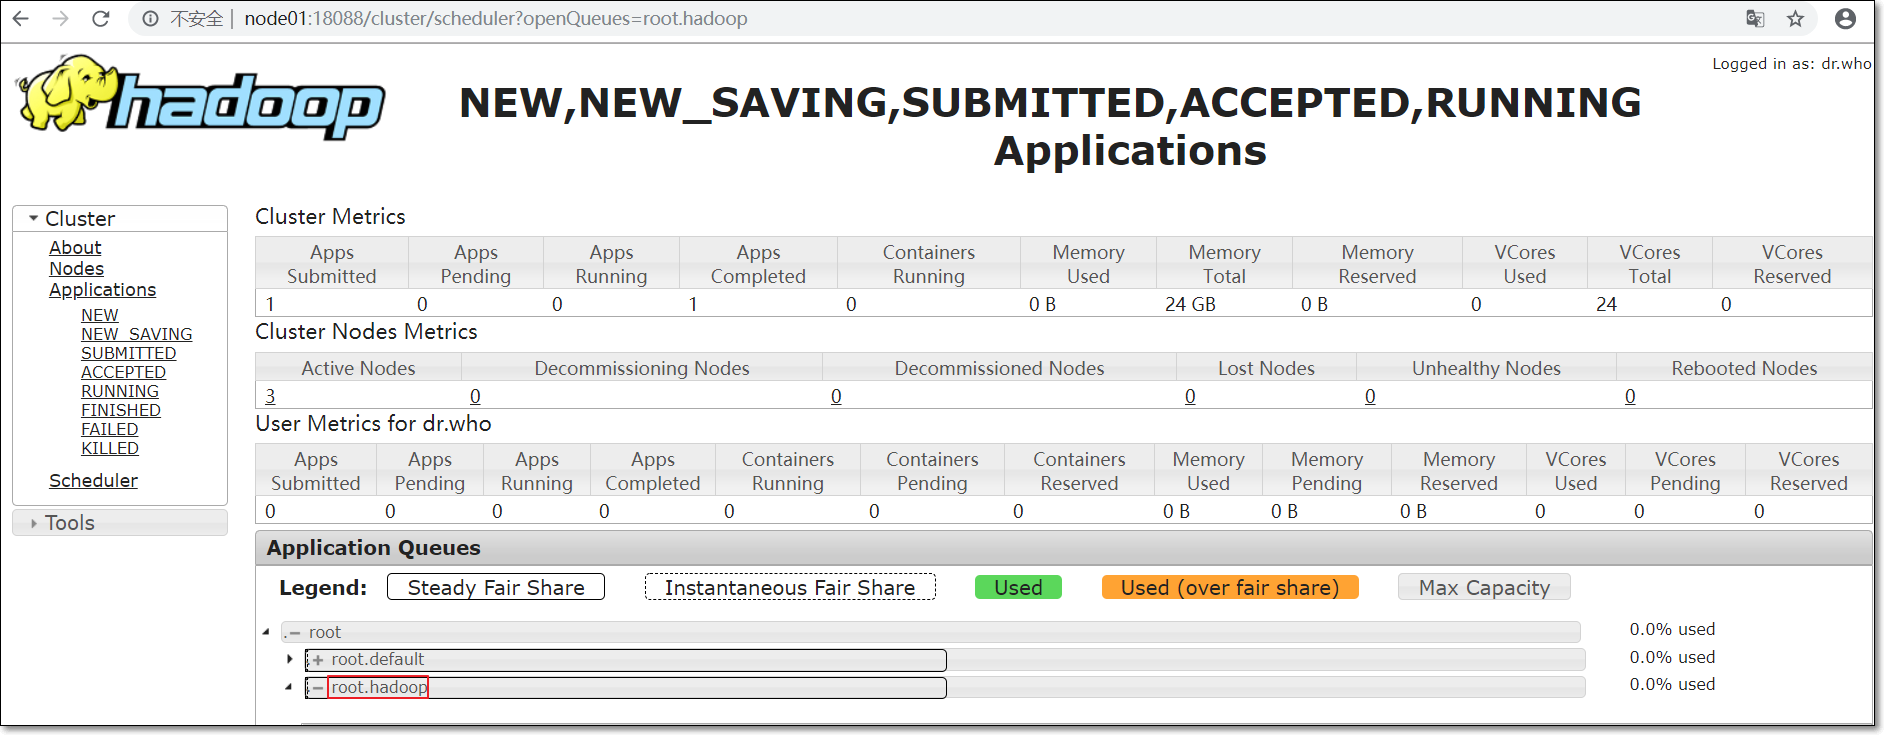 不安全 | node01:18088/cluster/scheduler?openQueues=root.hadoop
Logged in as: dr.who
hadoop
NEW,NEW_SAVING,SUBMITTED,ACCEPTED,RUNNING
Applications
Cluster
About
Nodes
Applications
NEW
NEW_SAVING
SUBMITTED
ACCEPTED
RUNNING
FINISHED
FAILED
KILLED
Scheduler
Tools
Cluster Metrics
Apps Submitted Apps Pending Apps Running Apps Completed Containers Running Memory Used Memory Total Memory Reserved VCores Used VCores Total VCores Reserved
1 0 0 1 0 0 B 24 GB 0 B 0 24 0
Cluster Nodes Metrics
Active Nodes Decommissioning Nodes Decommissioned Nodes Lost Nodes Unhealthy Nodes Rebooted Nodes
3 0 0 0 0 0
User Metrics for dr.who
Apps Submitted Apps Pending Apps Running Apps Completed Containers Running Containers Pending Containers Reserved Memory Used Memory Pending Memory Reserved VCores Used VCores Pending VCores Reserved
0 0 0 0 0 0 0 0 B 0 B 0 B 0 0 0
Application Queues
Legend: Steady Fair Share Instantaneous Fair Share Used Used (over fair share) Max Capacity
root 0.0% used
root.default 0.0% used
root.hadoop 0.0% used